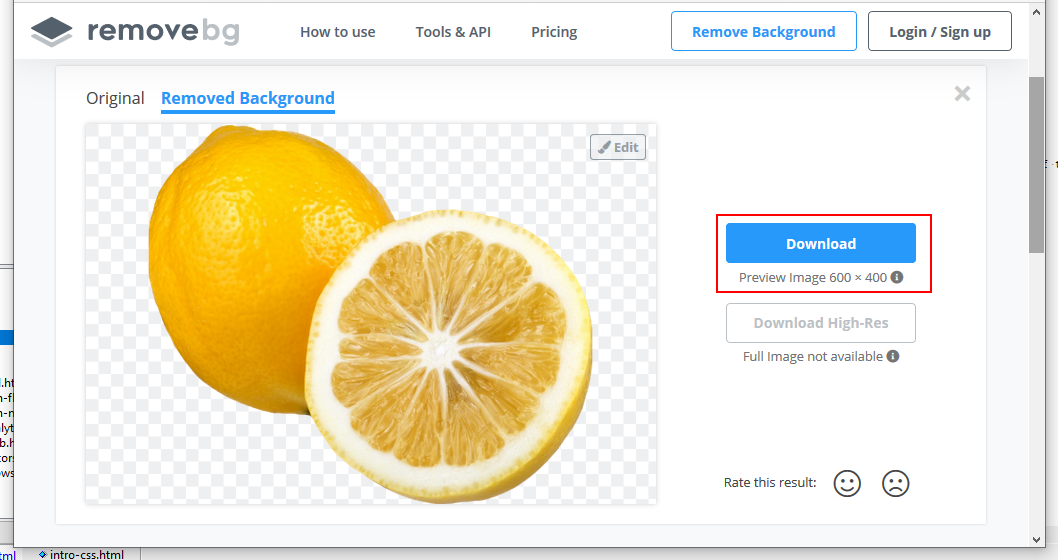 removebg
How to use
Tools & API
Pricing
Remove Background
Login / Sign up
Original
Removed Background
Edit
Download
Preview Image 600 × 400
Download High-Res
Full Image not available
Rate this result:
intro-css.html